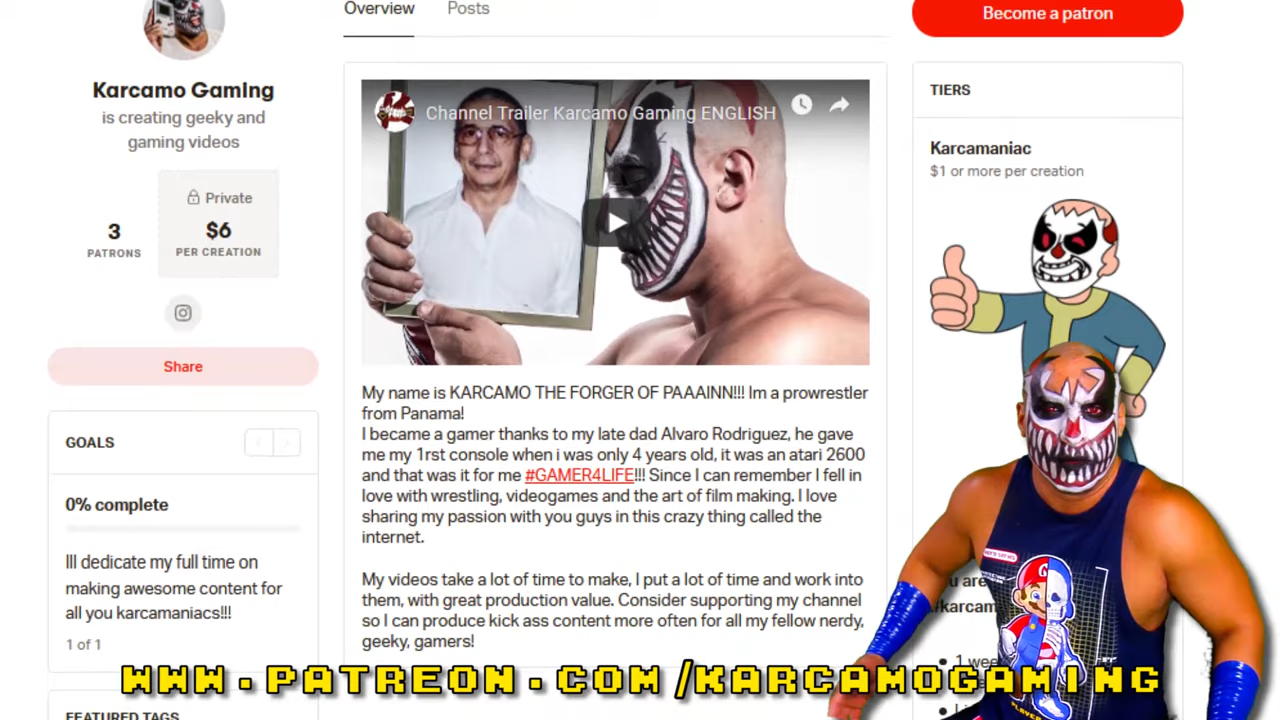 Overview
Posts
Become a patron
Karcamo Gaming
is creating geeky and
gaming videos
3
PATRONS
Private
$6
PER CREATION
Share
GOALS
0% complete
Ill dedicate my full time on
making awesome content for
all you karcamaniacs!!!
1 of 1
FEATURED TAGS
Channel Trailer Karcamo Gaming ENGLISH
My name is KARCAMO THE FORGER OF PAAAINN!!! Im a prowrestler
from Panama!
I became a gamer thanks to my late dad Alvaro Rodriguez, he gave
me my 1rst console when i was only 4 years old, it was an atari 2600
and that was it for me #GAMER4LIFE!!! Since I can remember I fell in
love with wrestling, videogames and the art of film making. I love
sharing my passion with you guys in this crazy thing called the
internet.
My videos take a lot of time to make, I put a lot of time and work into
them, with great production value. Consider supporting my channel
so I can produce kick ass content more often for all my fellow nerdy,
geeky, gamers!
TIERS
Karcamaniac
$1 or more per creation
WWW.PATREON.COM/KARCAMOGAMING